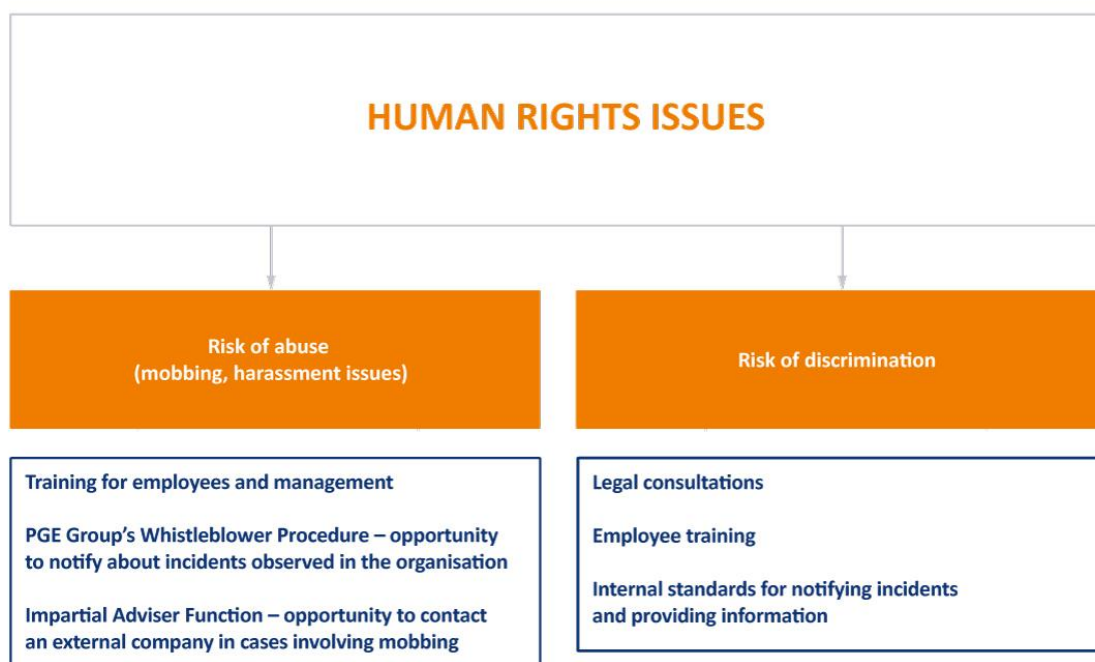 HUMAN RIGHTS ISSUES
Risk of abuse
(mobbing, harassment issues)
Risk of discrimination
Training for employees and management
PGE Group’s Whistleblower Procedure – opportunity
to notify about incidents observed in the organisation
Impartial Adviser Function – opportunity to contact
an external company in cases involving mobbing
Legal consultations
Employee training
Internal standards for notifying incidents
and providing information